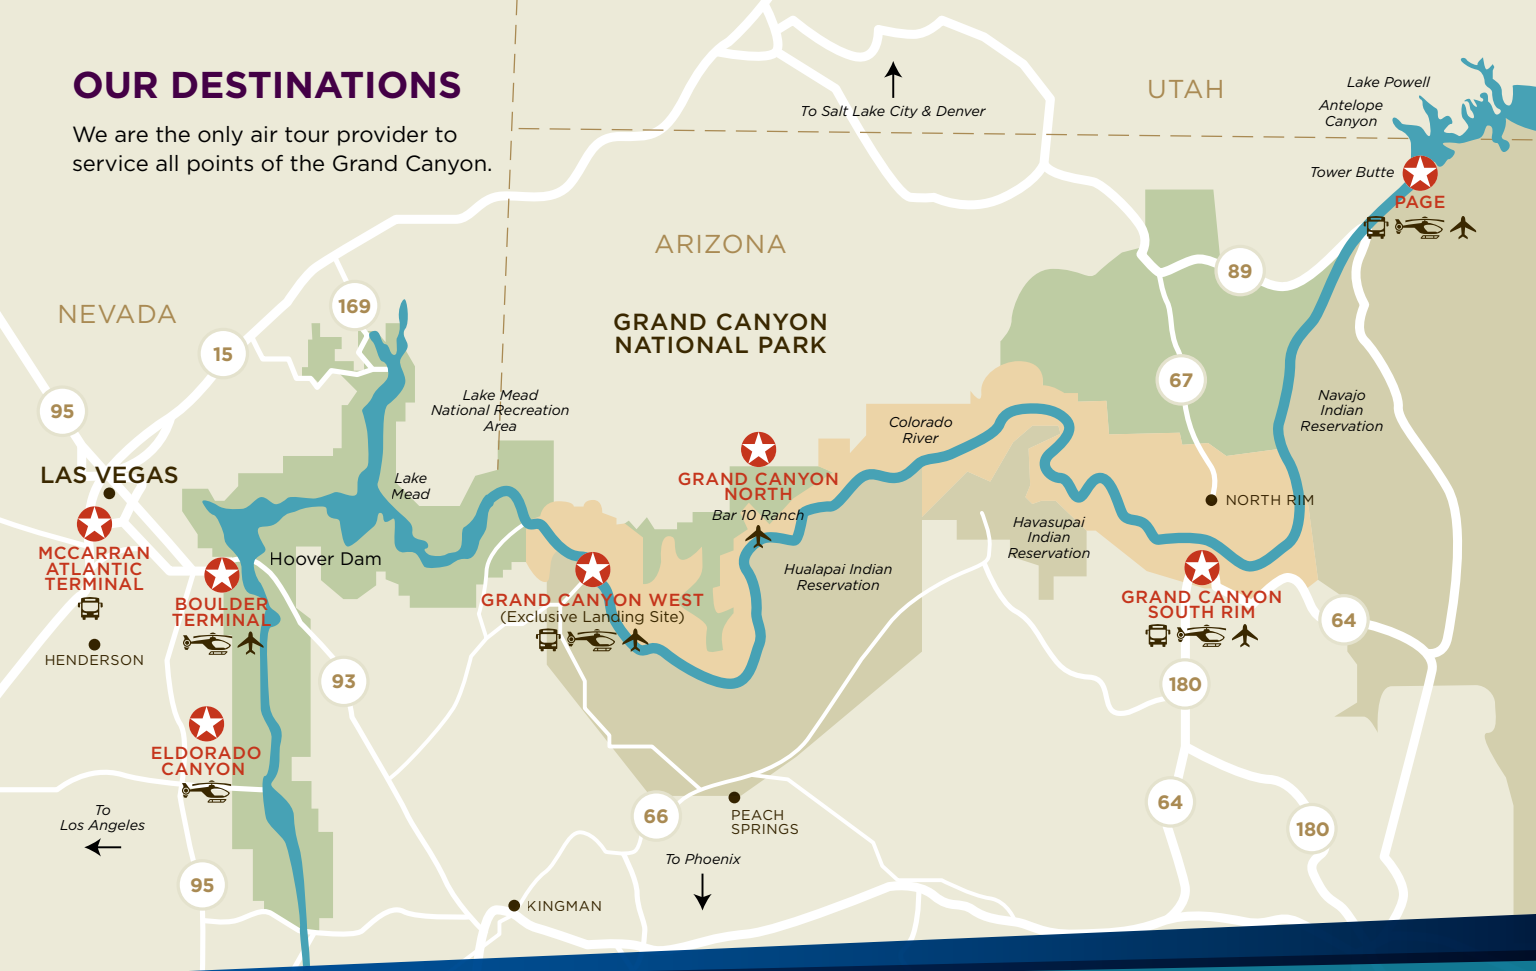 OUR DESTINATIONS
We are the only air tour provider to
service all points of the Grand Canyon.
To Salt Lake City & Denver
UTAH
Lake Powell
Antelope
Canyon
Tower Butte
PAGE
ARIZONA
NEVADA
GRAND CANYON
NATIONAL PARK
89
169
15
95
67
Lake Mead
National Recreation
Area
Colorado
River
Navajo
Indian
Reservation
LAS VEGAS
Lake
Mead
GRAND CANYON
NORTH
Bar 10 Ranch
NORTH RIM
Havasupai
Indian
Reservation
MCCARRAN
ATLANTIC
TERMINAL
Hoover Dam
Hualapai Indian
Reservation
BOULDER
TERMINAL
GRAND CANYON WEST
(Exclusive Landing Site)
GRAND CANYON
SOUTH RIM
64
HENDERSON
93
180
ELDORADO
CANYON
To
Los Angeles
66
PEACH
SPRINGS
64
180
To Phoenix
95
KINGMAN